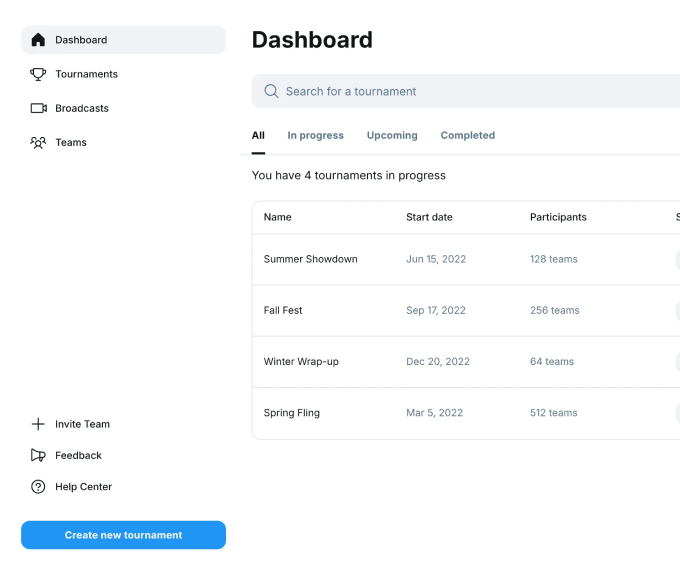 Dashboard
Tournaments
Broadcasts
Teams
Invite Team
Feedback
Help Center
Create new tournament
Dashboard
Search for a tournament
All In progress Upcoming Completed
You have 4 tournaments in progress
Name Start date Participants
Summer Showdown Jun 15, 2022 128 teams
Fall Fest Sep 17, 2022 256 teams
Winter Wrap-up Dec 20, 2022 64 teams
Spring Fling Mar 5, 2022 512 teams